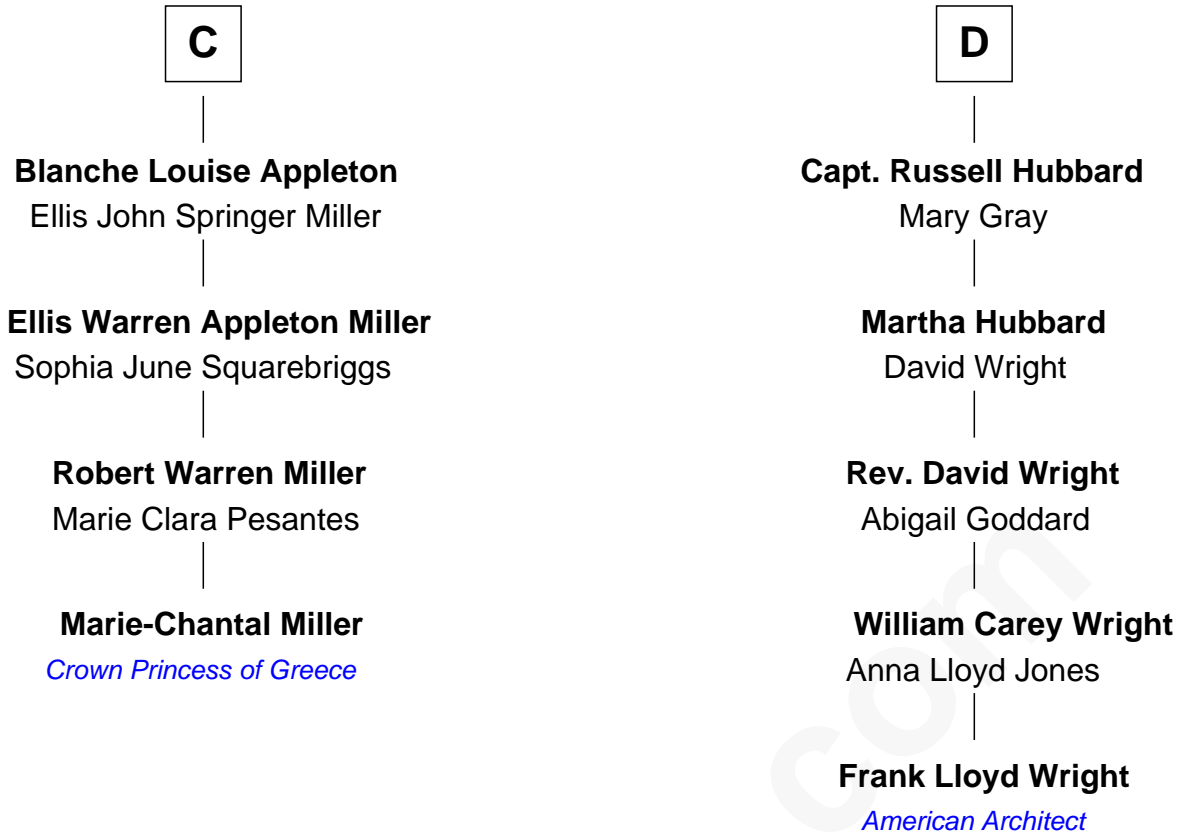 C
Blanche Louise Appleton
Ellis John Springer Miller
Ellis Warren Appleton Miller
Sophia June Squarebriggs
Robert Warren Miller
Marie Clara Pesantes
Marie-Chantal Miller
Crown Princess of Greece
D
Capt. Russell Hubbard
Mary Gray
Martha Hubbard
David Wright
Rev. David Wright
Abigail Goddard
William Carey Wright
Anna Lloyd Jones
Frank Lloyd Wright
American Architect
com